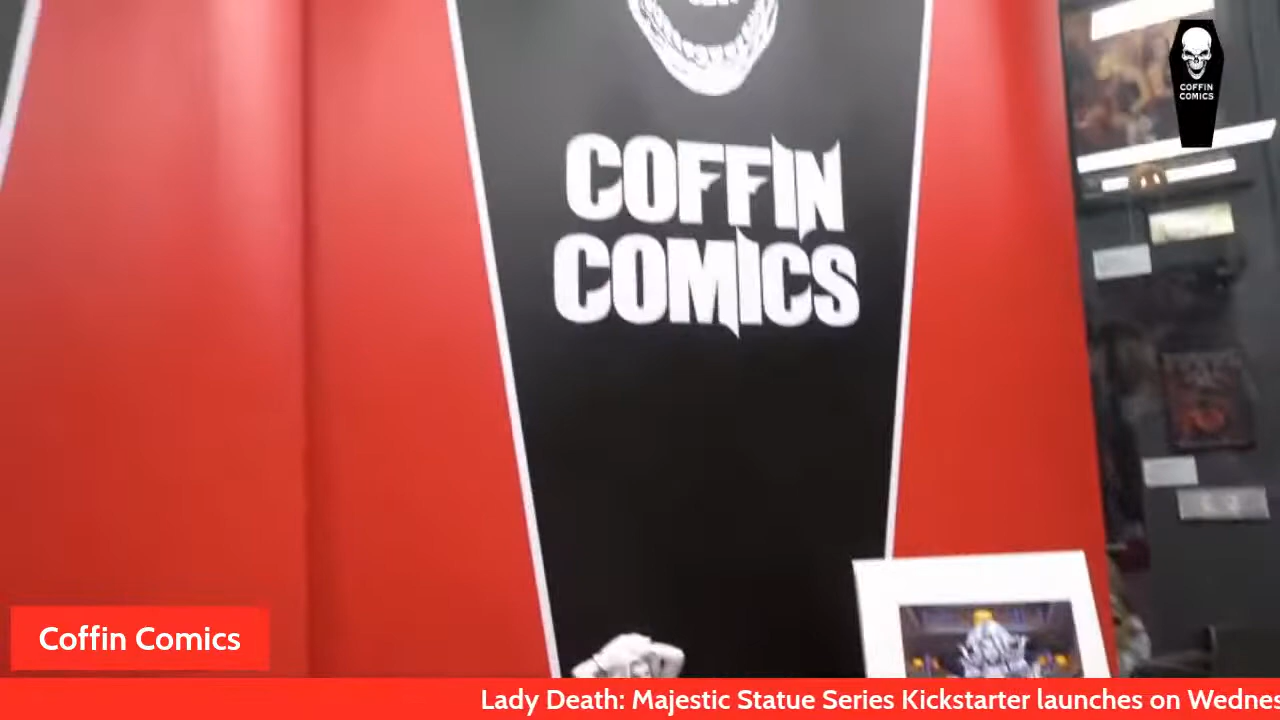 COFFIN
COMICS
COFFIN
COMICS
Coffin Comics
Lady Death: Majestic Statue Series Kickstarter launches on Wednes